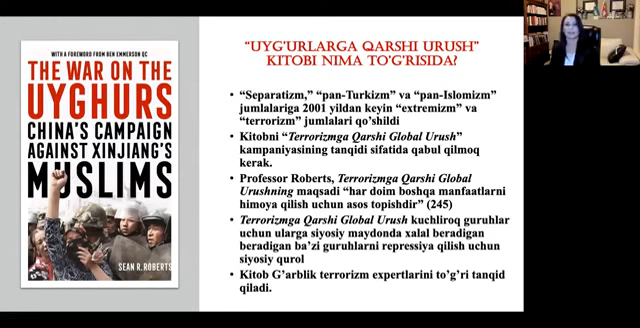 WITH A FOREWORD FROM BEN EMMERSON QC
THE WAR ON THE
UYGHURS
CHINA'S CAMPAIGN
AGAINST XINJIANG'S
MUSLIMS
SEAN R. ROBERTS
"UYG'URLARGA QARSHI URUSH"
KITOBI NIMA TO'G'RISIDA?
• "Separatizm," "pan-Turkizm" va "pan-Islomizm"
jumlalariga 2001 yildan keyin "extremizm" va
"terrorizm" jumlalari qo'shildi
• Kitobni "Terrorizmga Qarshi Global Urush"
kampaniyasining tanqidi sifatida qabul qilmoq
kerak.
• Professor Roberts, Terrorizmga Qarshi Global
Urushning maqsadi "har doim boshqa manfaatlarni
himoya qilish uchun asos topishdir" (245)
• Terrorizmga Qarshi Global Urush kuchliroq guruhlar
uchun ularga siyosiy maydonda xalal beradigan
beradigan ba'zi guruhlarni repressiya qilish uchun
siyosiy qurol
• Kitob G'arblik terrorizm expertlarini to'g'ri tanqid
qiladi.